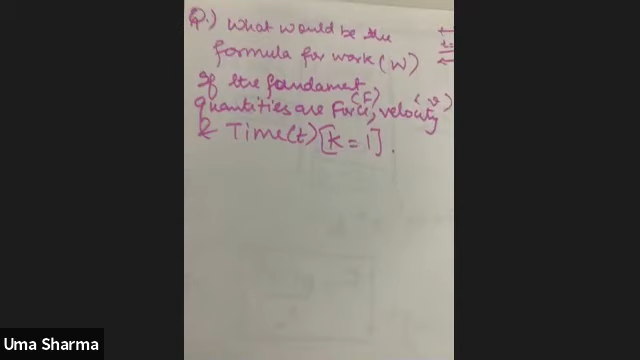 Q.) What would be the
formula for work (W)
if the fundament
quantities are Force (F), velocity (v)
& Time(t) [k = 1].
Uma Sharma